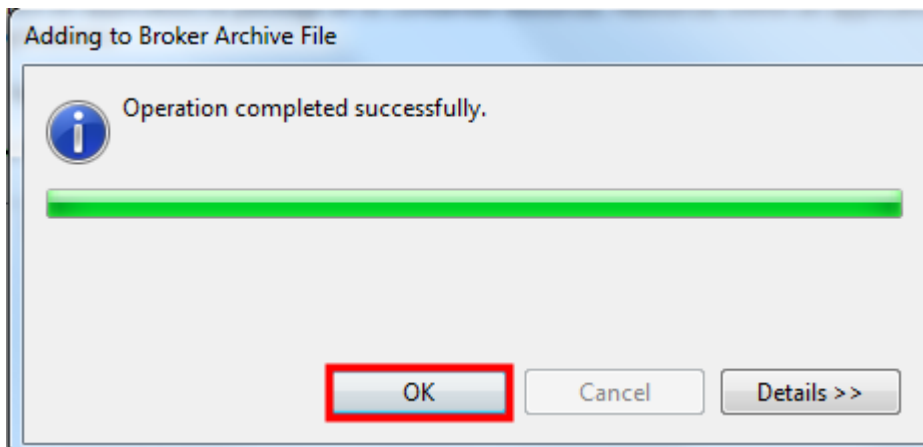 Adding to Broker Archive File
Operation completed successfully.
OK
Cancel
Details >>